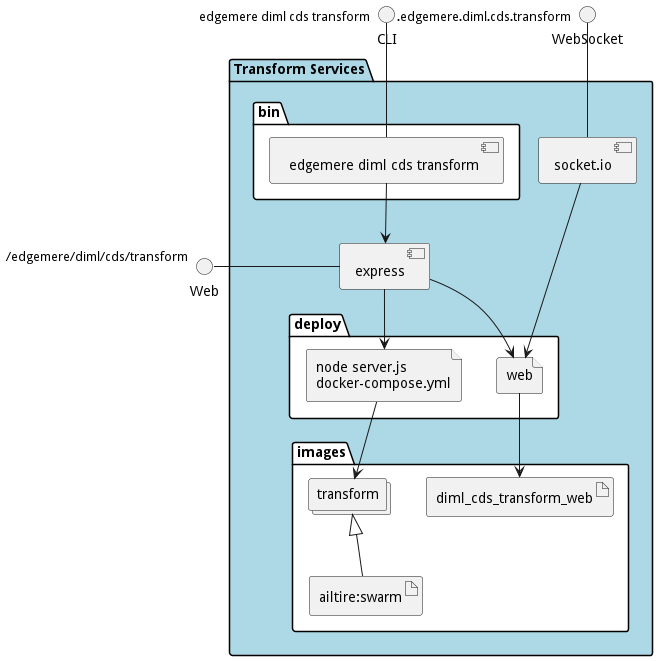 edgemere diml cds transform
.edgemere.diml.cds.transform
CLI
WebSocket
Transform Services
bin
edgemere diml cds transform
socket.io
/edgemere/diml/cds/transform
Web
express
deploy
node server.js
docker-compose.yml
web
images
transform
diml_cds_transform_web
ailtire:swarm